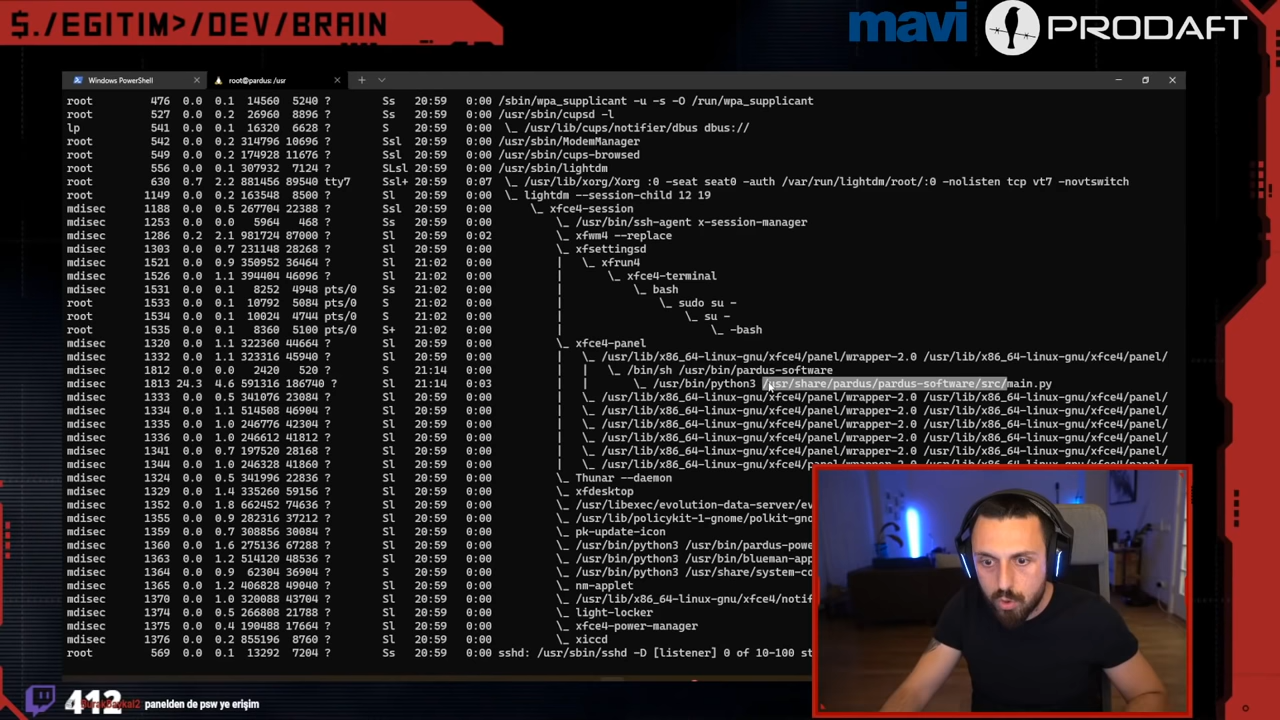 $./EGITIM>/DEV/BRAIN
mavi
PRODAFT
Windows PowerShell
root@pardus: /usr
root 476 0.0 0.1 14560 5240 ? Ss 20:59 0:00 /sbin/wpa_supplicant -u -s -O /run/wpa_supplicant
root 527 0.0 0.2 26960 8896 ? Ss 20:59 0:00 /usr/sbin/cupsd -l
lp 541 0.0 0.1 16320 6628 ? S 20:59 0:00 \_ /usr/lib/cups/notifier/dbus dbus://
root 542 0.0 0.2 314796 10696 ? Ssl 20:59 0:00 /usr/sbin/ModemManager
root 549 0.0 0.2 174928 11676 ? Ssl 20:59 0:00 /usr/sbin/cups-browsed
root 556 0.0 0.1 307932 7124 ? SLsl 20:59 0:00 /usr/sbin/lightdm
root 630 0.7 2.2 881456 89540 tty7 Ssl+ 20:59 0:07 \_ /usr/lib/xorg/Xorg :0 -seat seat0 -auth /var/run/lightdm/root/:0 -nolisten tcp vt7 -novtswitch
root 1149 0.0 0.2 163548 8500 ? Sl 20:59 0:00 \_ lightdm --session-child 12 19
mdisec 1188 0.0 0.5 267704 22388 ? Ssl 20:59 0:00 \_ xfce4-session
mdisec 1253 0.0 0.0 5964 468 ? Ss 20:59 0:00 \_ /usr/bin/ssh-agent x-session-manager
mdisec 1286 0.2 2.1 981724 87000 ? Sl 20:59 0:02 \_ xfwm4 --replace
mdisec 1303 0.0 0.7 231148 28268 ? Sl 20:59 0:00 \_ xfsettingsd
mdisec 1521 0.0 0.9 350952 36464 ? Sl 21:02 0:00 | \_ xfrun4
mdisec 1526 0.0 1.1 394404 46096 ? Sl 21:02 0:00 | \_ xfce4-terminal
mdisec 1531 0.0 0.1 8252 4948 pts/0 Ss 21:02 0:00 | \_ bash
root 1533 0.0 0.1 10792 5084 pts/0 S 21:02 0:00 | \_ sudo su -
root 1534 0.0 0.1 10024 4744 pts/0 S 21:02 0:00 | \_ su -
root 1535 0.0 0.1 8360 5100 pts/0 S+ 21:02 0:00 | \_ -bash
mdisec 1320 0.0 1.1 322360 44664 ? Sl 20:59 0:00 \_ xfce4-panel
mdisec 1332 0.0 1.1 323316 45940 ? Sl 20:59 0:00 | \_ /usr/lib/x86_64-linux-gnu/xfce4/panel/wrapper-2.0 /usr/lib/x86_64-linux-gnu/xfce4/panel/
mdisec 1812 0.0 0.0 2420 520 ? S 21:14 0:00 | | \_ /bin/sh /usr/bin/pardus-software
mdisec 1813 24.3 4.6 591316 186740 ? Sl 21:14 0:03 | | \_ /usr/bin/python3 /usr/share/pardus/pardus-software/src/main.py
mdisec 1333 0.0 0.5 341076 23084 ? Sl 20:59 0:00 | \_ /usr/lib/x86_64-linux-gnu/xfce4/panel/wrapper-2.0 /usr/lib/x86_64-linux-gnu/xfce4/panel/
mdisec 1334 0.0 1.1 514508 46904 ? Sl 20:59 0:00 | \_ /usr/lib/x86_64-linux-gnu/xfce4/panel/wrapper-2.0 /usr/lib/x86_64-linux-gnu/xfce4/panel/
mdisec 1335 0.0 1.0 246776 42304 ? Sl 20:59 0:00 | \_ /usr/lib/x86_64-linux-gnu/xfce4/panel/wrapper-2.0 /usr/lib/x86_64-linux-gnu/xfce4/panel/
mdisec 1336 0.0 1.0 246612 41812 ? Sl 20:59 0:00 | \_ /usr/lib/x86_64-linux-gnu/xfce4/panel/wrapper-2.0 /usr/lib/x86_64-linux-gnu/xfce4/panel/
mdisec 1341 0.0 0.7 197520 28168 ? Sl 20:59 0:00 | \_ /usr/lib/x86_64-linux-gnu/xfce4/panel/wrapper-2.0 /usr/lib/x86_64-linux-gnu/xfce4/panel/
mdisec 1344 0.0 1.0 246328 41860 ? Sl 20:59 0:00 | \_ /usr/lib/x86_64-linux-gnu/xfce4/panel/wrapper-2.0 /usr/lib/x86_64-linux-gnu/xfce4/panel/
mdisec 1324 0.0 0.5 341996 22836 ? Sl 20:59 0:00 \_ Thunar --daemon
mdisec 1329 0.0 1.4 335260 59156 ? Sl 20:59 0:00 \_ xfdesktop
mdisec 1352 0.0 1.8 662452 74636 ? Sl 20:59 0:00 \_ /usr/libexec/evolution-data-server/ev
mdisec 1355 0.0 0.9 282516 37212 ? Sl 20:59 0:00 \_ /usr/lib/policykit-1-gnome/polkit-gno
mdisec 1359 0.0 0.7 308856 30084 ? Sl 20:59 0:00 \_ pk-update-icon
mdisec 1360 0.0 1.6 275136 67288 ? Sl 20:59 0:00 \_ /usr/bin/python3 /usr/bin/pardus-powe
mdisec 1363 0.0 1.2 514120 48536 ? Sl 20:59 0:00 \_ /usr/bin/python3 /usr/bin/blueman-app
mdisec 1364 0.0 0.9 62304 36904 ? Sl 20:59 0:00 \_ /usr/bin/python3 /usr/share/system-co
mdisec 1365 0.0 1.2 406828 49040 ? Sl 20:59 0:00 \_ nm-applet
mdisec 1370 0.0 1.0 320088 43704 ? Sl 20:59 0:00 \_ /usr/lib/x86_64-linux-gnu/xfce4/notif
mdisec 1374 0.0 0.5 266808 21788 ? Sl 20:59 0:00 \_ light-locker
mdisec 1375 0.0 0.4 190488 17664 ? Sl 20:59 0:00 \_ xfce4-power-manager
mdisec 1376 0.0 0.2 855196 8760 ? Sl 20:59 0:00 \_ xiccd
root 569 0.0 0.1 13292 7204 ? Ss 20:59 0:00 sshd: /usr/sbin/sshd -D [listener] 0 of 10-100 st
412
panelden de psw ye erişim